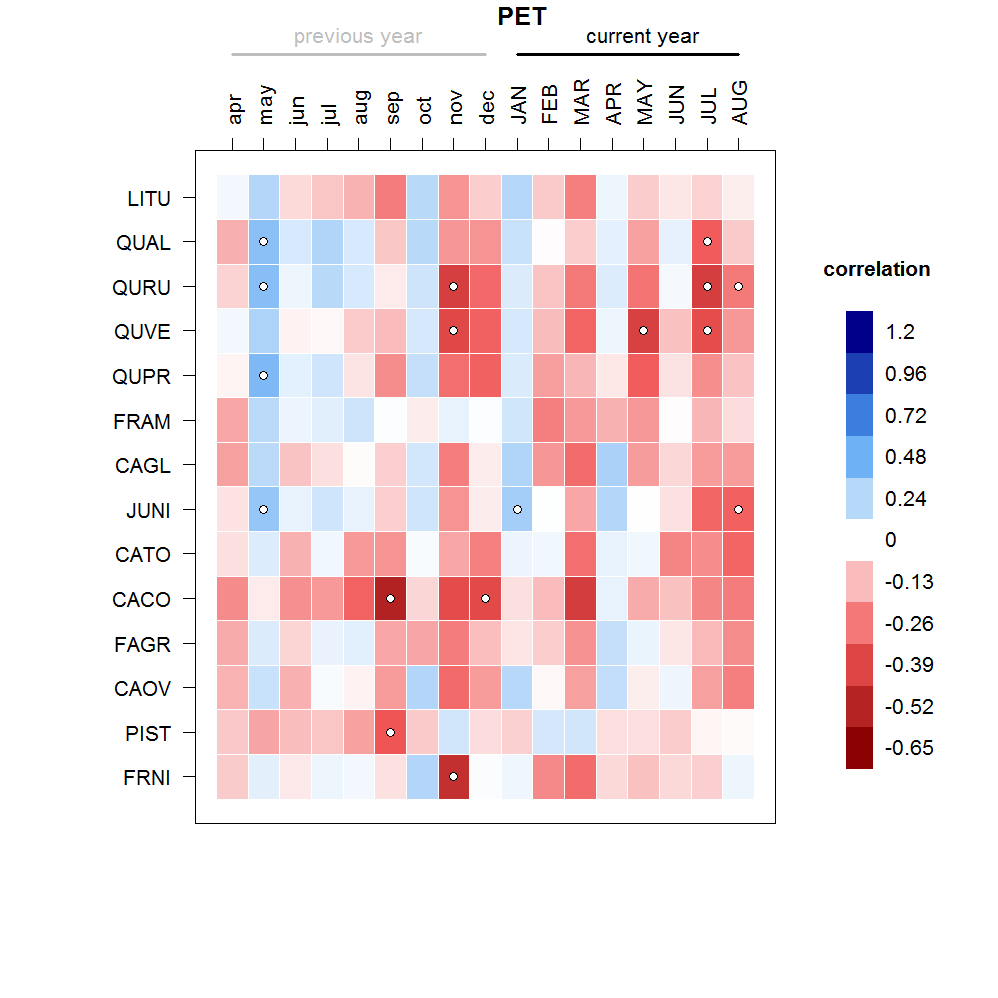 PET
previous year
current year
apr may jun jul aug sep oct nov dec JAN FEB MAR APR MAY JUN JUL AUG
LITU
QUAL
QURU
QUVE
QUPR
FRAM
CAGL
JUNI
CATO
CACO
FAGR
CAOV
PIST
FRNI
correlation
1.2
0.96
0.72
0.48
0.24
0
-0.13
-0.26
-0.39
-0.52
-0.65